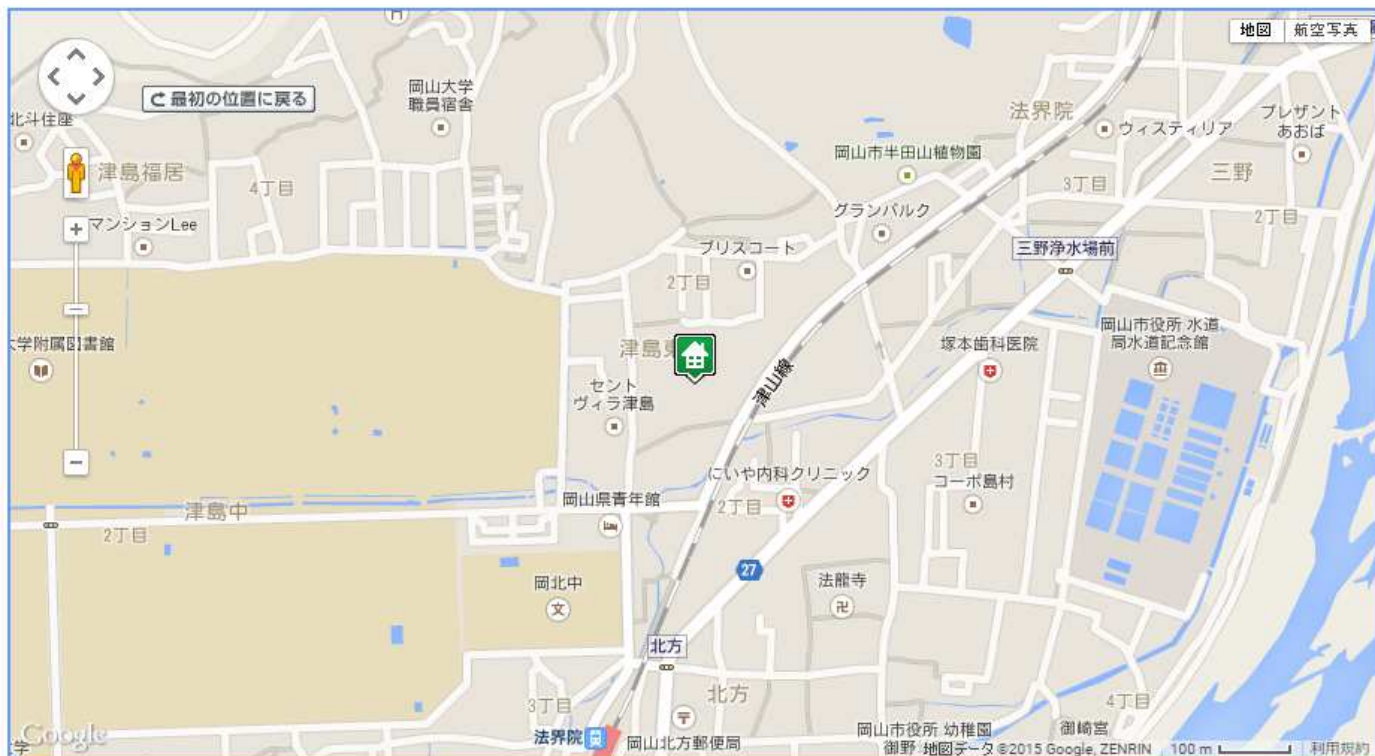 地図
航空写真
最初の位置に戻る
岡山大学
職員宿舎
北斗住座
津島福居
4丁目
マンションLee
法界院
ウィスティリア
プレザント
あおば
岡山市半田山植物園
3丁目
三野
グランバルク
2丁目
ブリスコート
三野浄水場前
2丁目
津島東
岡山市役所 水道
局水道記念館
塚本歯科医院
学附属図書館
セント
ヴィラ津島
津山線
にいや内科クリニック
3丁目
コーポ島村
岡山県青年館
2丁目
津島中
2丁目
27
岡北中
文
法龍寺
卍
北方
3丁目
北方
4丁目
〒
法界院
岡山北方郵便局
岡山市役所 幼稚園
御野
御崎宮
Google
学
地図データ ©2015 Google, ZENRIN
100 m
利用規約